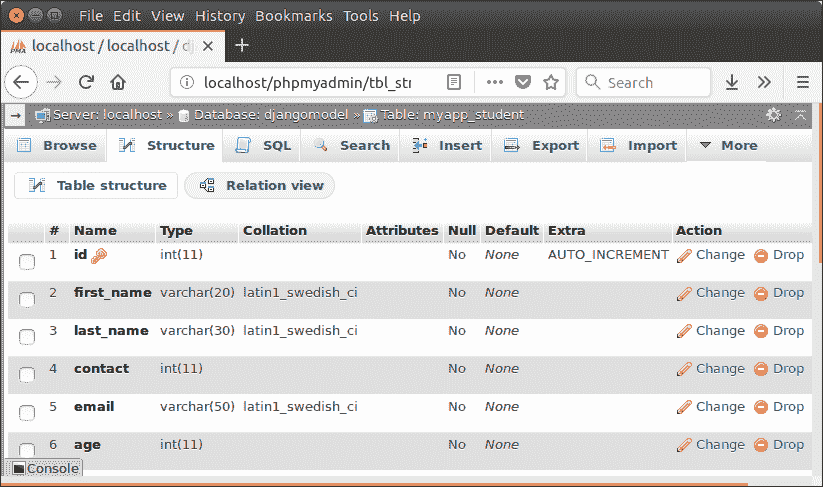 File Edit View History Bookmarks Tools Help
PMA localhost / localhost / dj
localhost/phpmyadmin/tbl_str Search
Server: localhost » Database: djangomodel » Table: myapp_student
Browse Structure SQL Search Insert Export Import More
Table structure Relation view
# Name Type Collation Attributes Null Default Extra Action
1 id int(11) No None AUTO_INCREMENT Change Drop
2 first_name varchar(20) latin1_swedish_ci No None Change Drop
3 last_name varchar(30) latin1_swedish_ci No None Change Drop
4 contact int(11) No None Change Drop
5 email varchar(50) latin1_swedish_ci No None Change Drop
6 age int(11) No None Change Drop
Console